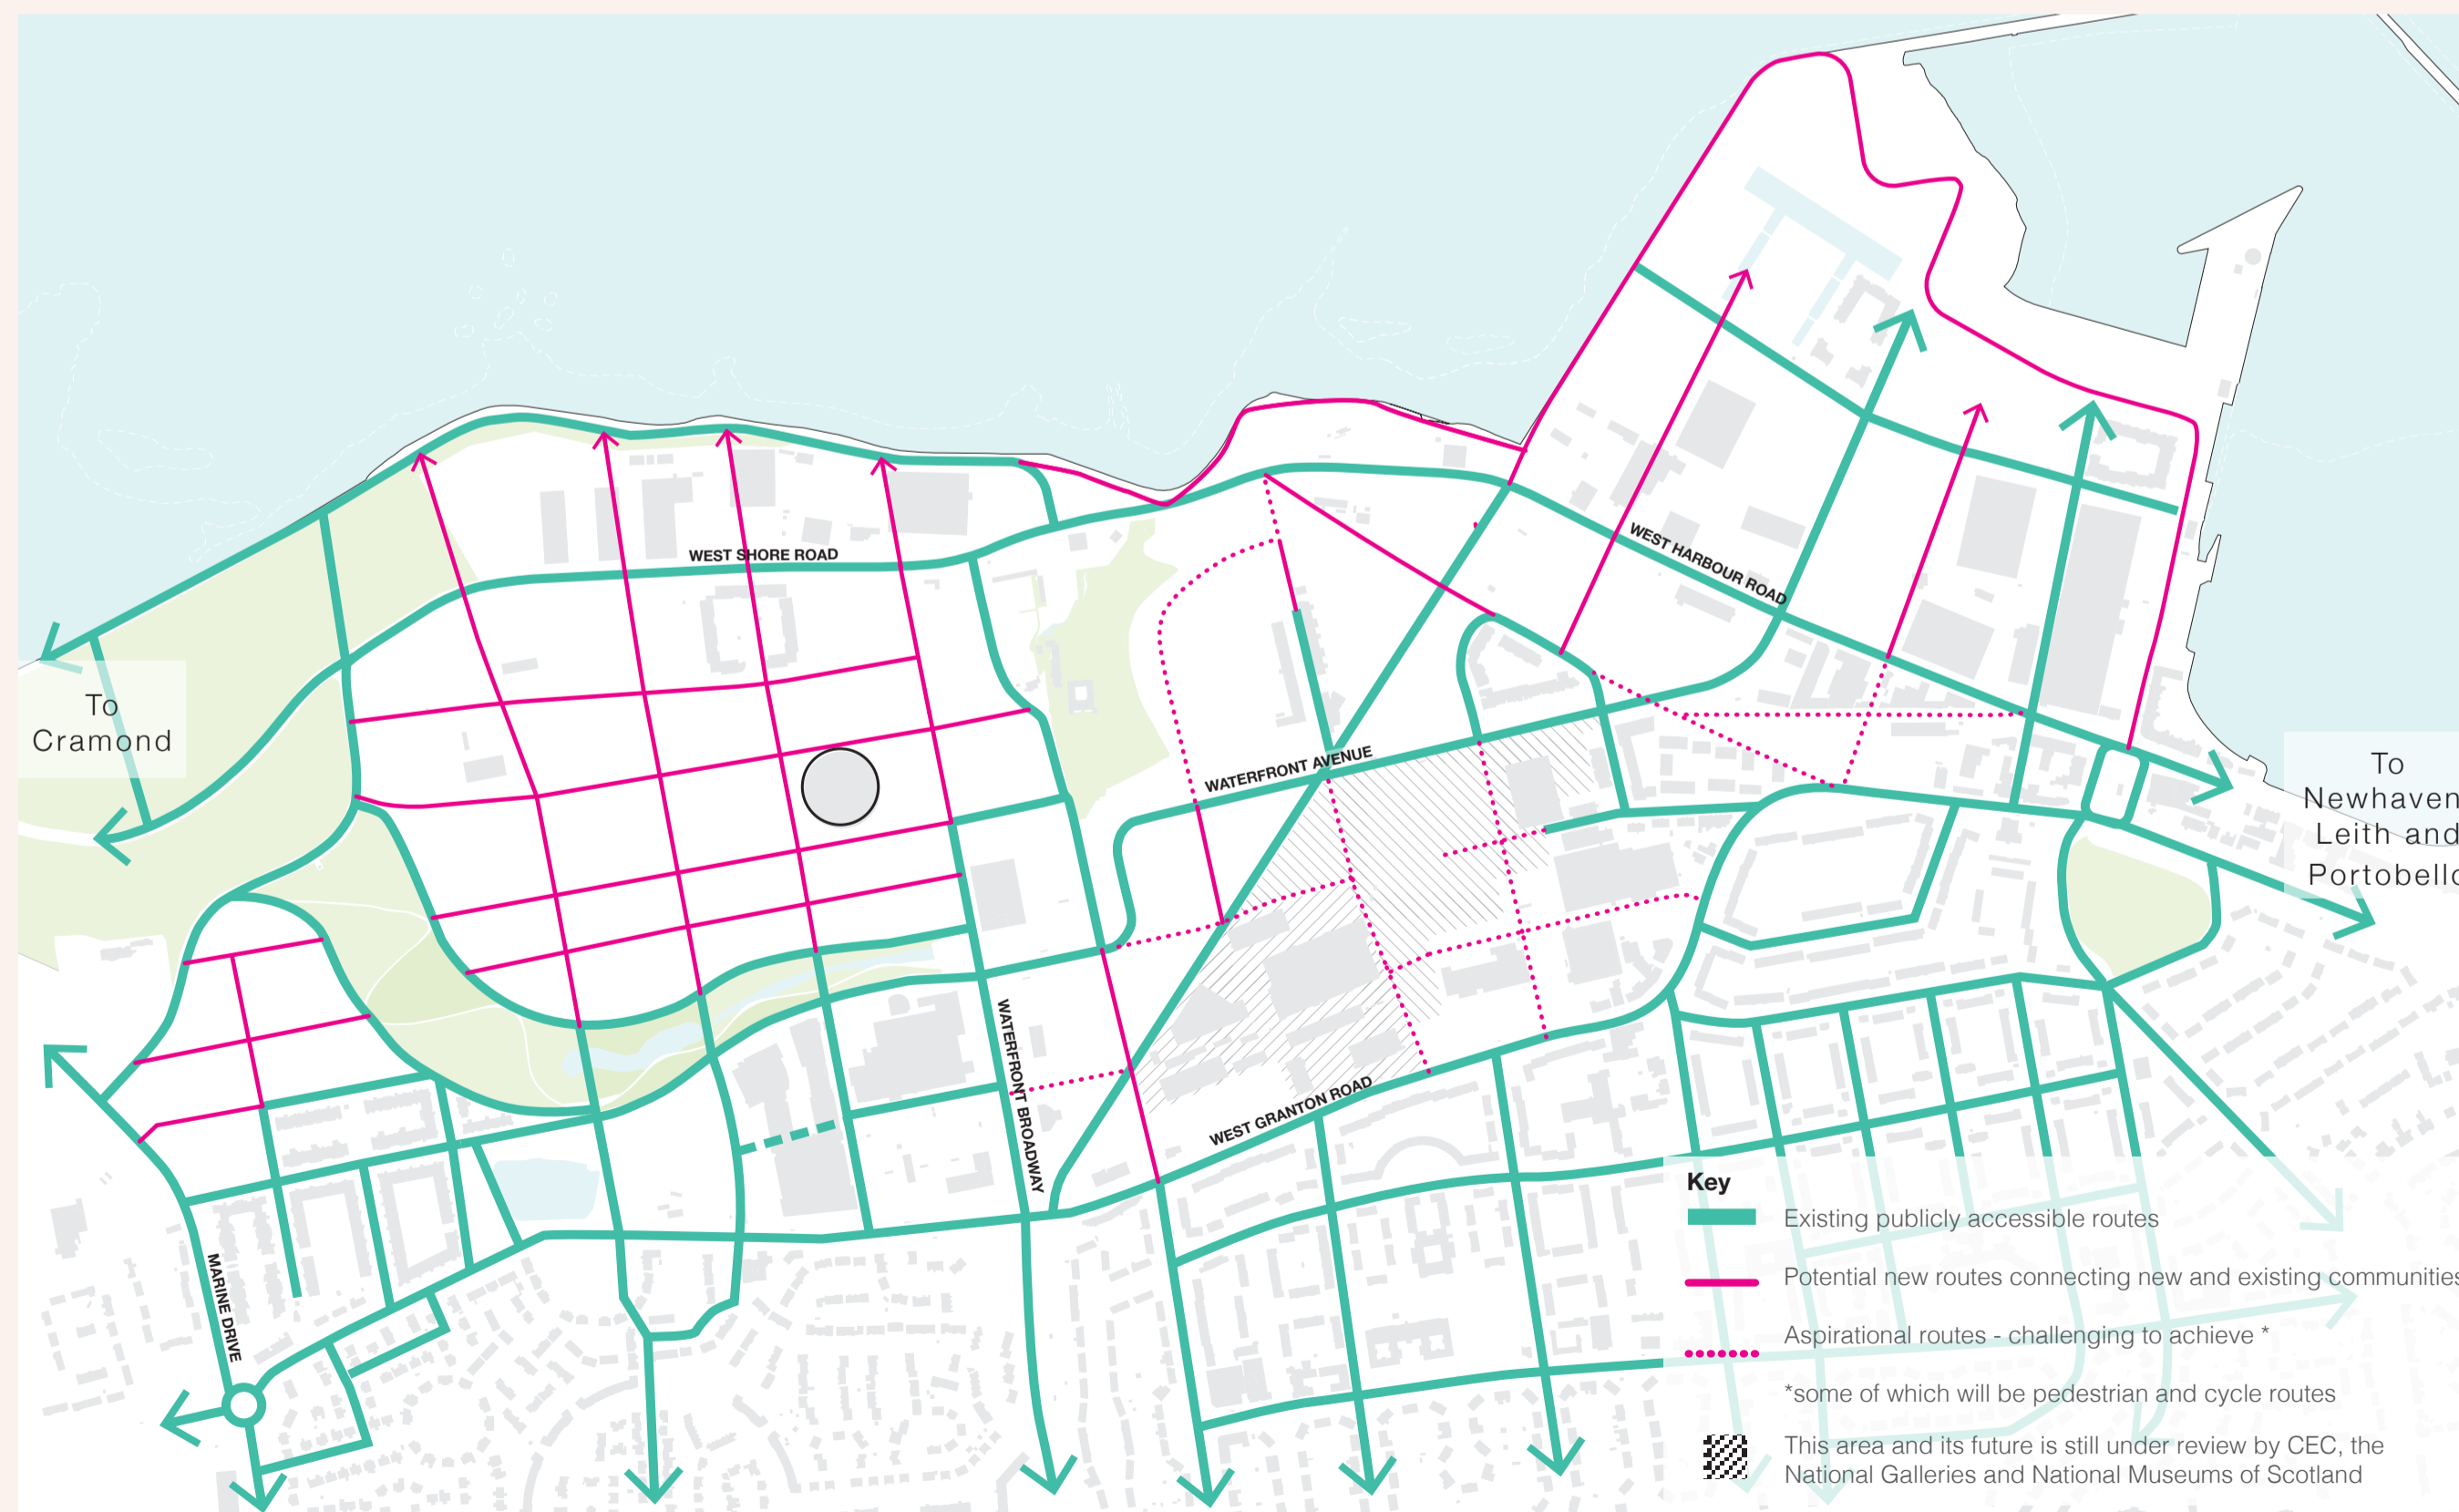 WEST SHORE ROAD
WEST HARBOUR ROAD
To
Cramond
WATERFRONT AVENUE
To
Newhaven
Leith and
Portobello
WATERFRONT BROADWAY
WEST GRANTON ROAD
MARINE DRIVE
Key
Existing publicly accessible routes
Potential new routes connecting new and existing communities
Aspirational routes - challenging to achieve *
*some of which will be pedestrian and cycle routes
This area and its future is still under review by CEC, the
National Galleries and National Museums of Scotland